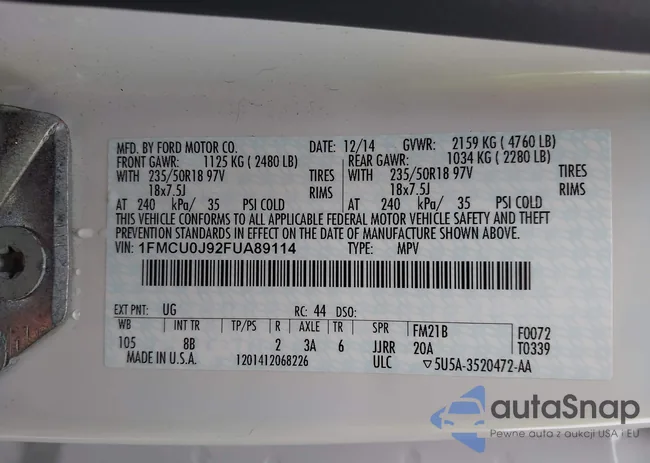 MFD. BY FORD MOTOR CO. DATE: 12/14 GVWR: 2159 KG ( 4760 LB)
FRONT GAWR: 1125 KG ( 2480 LB) REAR GAWR: 1034 KG ( 2280 LB)
WITH 235/50R18 97V TIRES WITH 235/50R18 97V TIRES
18x7.5J RIMS 18x7.5J RIMS
AT 240 kPa/ 35 PSI COLD AT 240 kPa/ 35 PSI COLD
THIS VEHICLE CONFORMS TO ALL APPLICABLE FEDERAL MOTOR VEHICLE SAFETY AND THEFT
PREVENTION STANDARDS IN EFFECT ON THE DATE OF MANUFACTURE SHOWN ABOVE.
VIN: 1FMCU0J92FUA89114 TYPE: MPV
EXT PNT: UG RC: 44 DSO:
WB INT TR TP/PS R AXLE TR SPR FM21B F0072
105 8B 2 3A 6 JJRR 20A T0339
MADE IN U.S.A. 1201412068226 ULC ▽5U5A-3520472-AA
autaSnap
Pewne auta z aukcji USA i EU